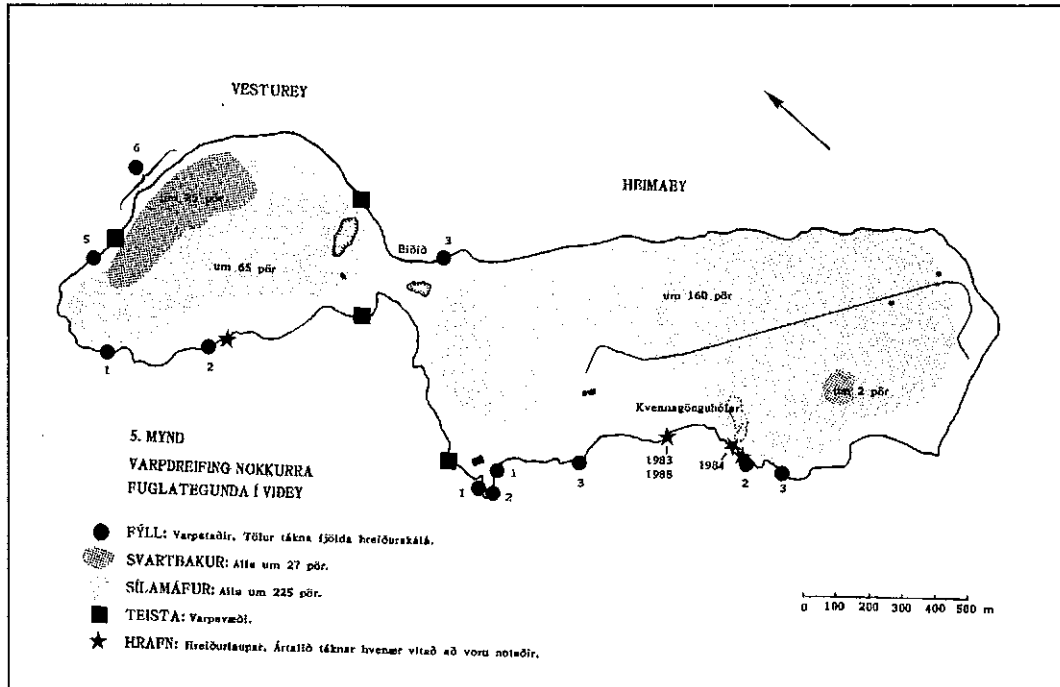 VESTUREY
6
HEIMAEY
5
Eiðið
3
um 65 pör
um 160 pör
1
2
um 2 pör
Kvennagönguhólar
1983
1985
1984
1
1
2
3
2
3
5. MYND
VARPDREIFING NOKKURRA
FUGLATEGUNDA Í VIÐEY
FÝLL: Varpstaðir. Tölur tákna fjölda hreiðurskála.
SVARTBAKUR: Alls um 27 pör.
SÍLAMÁFUR: Alls um 225 pör.
TEISTA: Varpsvæði.
HRAFN: Hreiðurlaupar. Ártalið táknar hvenær vitað að voru notaðir.
0 100 200 300 400 500 m